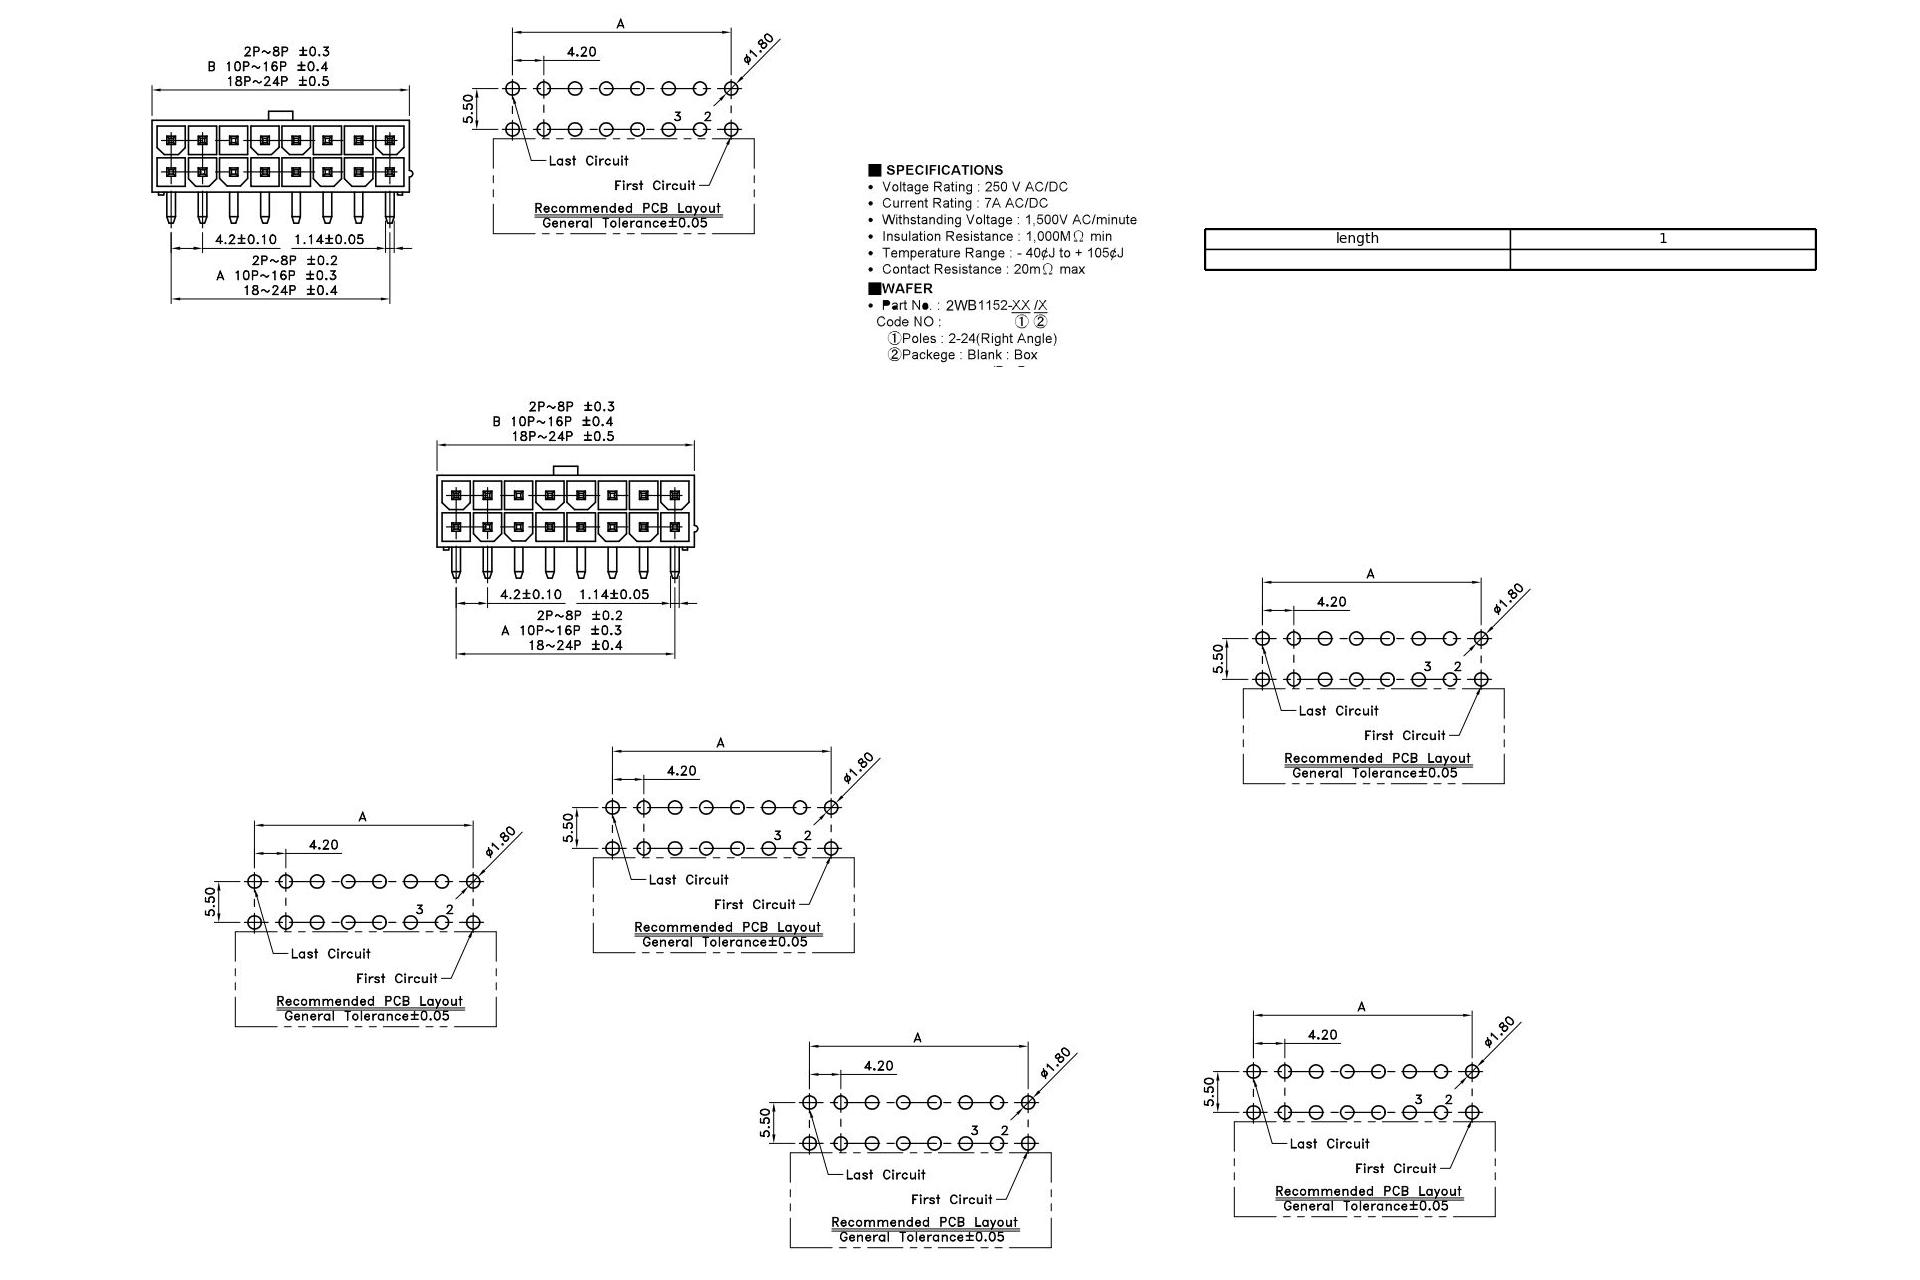 2P~8P ±0.3
B 10P~16P ±0.4
18P~24P ±0.5
4.2±0.10 1.14±0.05
2P~8P ±0.2
A 10P~16P ±0.3
18~24P ±0.4
A
4.20
ø1.80
5.50
3 2
Last Circuit
First Circuit
Recommended PCB Layout
General Tolerance±0.05
■ SPECIFICATIONS
• Voltage Rating : 250 V AC/DC
• Current Rating : 7A AC/DC
• Withstanding Voltage : 1,500V AC/minute
• Insulation Resistance : 1,000MΩ min
• Temperature Range : - 40¢J to + 105¢J
• Contact Resistance : 20mΩ max
■WAFER
• Part No. : 2WB1152-XX /X
Code NO : ① ②
①Poles : 2-24(Right Angle)
②Packege : Blank : Box
length 1
2P~8P ±0.3
B 10P~16P ±0.4
18P~24P ±0.5
4.2±0.10 1.14±0.05
2P~8P ±0.2
A 10P~16P ±0.3
18~24P ±0.4
A
4.20
ø1.80
5.50
3 2
Last Circuit
First Circuit
Recommended PCB Layout
General Tolerance±0.05
A
4.20
ø1.80
5.50
3 2
Last Circuit
First Circuit
Recommended PCB Layout
General Tolerance±0.05
A
4.20
ø1.80
5.50
3 2
Last Circuit
First Circuit
Recommended PCB Layout
General Tolerance±0.05
A
4.20
ø1.80
5.50
3 2
Last Circuit
First Circuit
Recommended PCB Layout
General Tolerance±0.05
A
4.20
ø1.80
5.50
3 2
Last Circuit
First Circuit
Recommended PCB Layout
General Tolerance±0.05